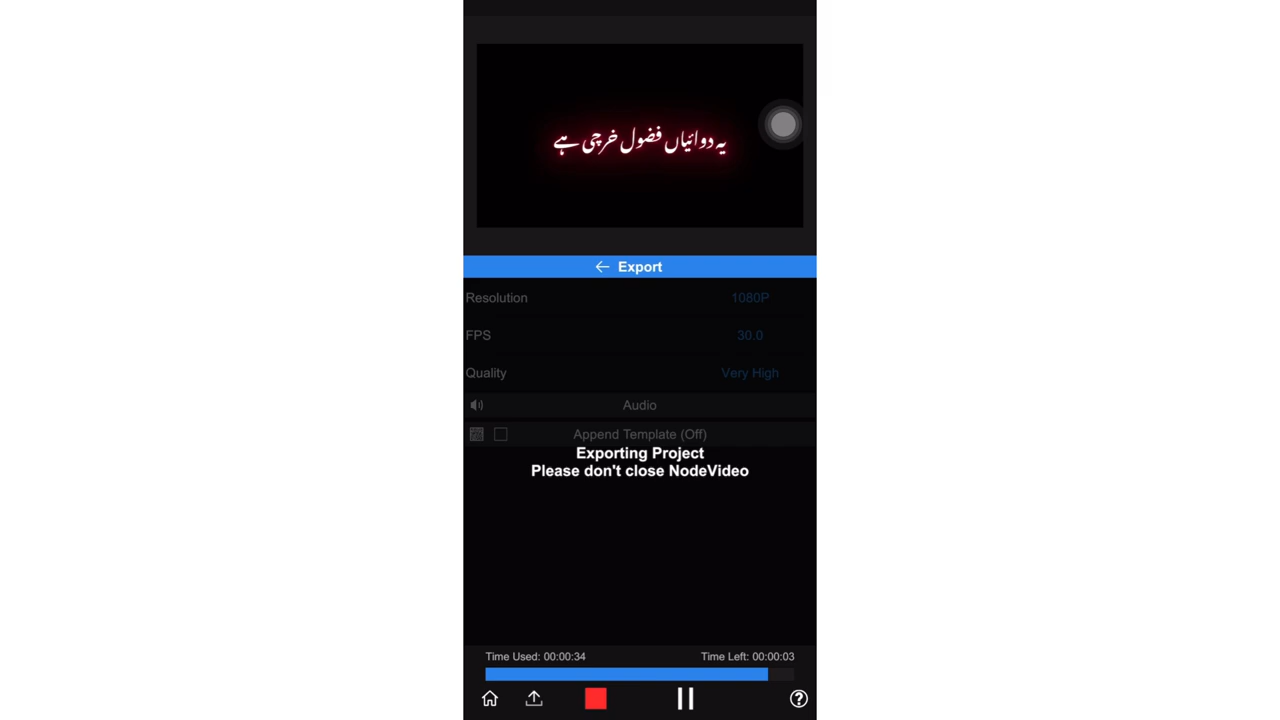 یہ دوائیاں فضول خرچی ہے
Export
Resolution 1080P
FPS 30.0
Quality Very High
Audio
Append Template (Off)
Exporting Project
Please don't close NodeVideo
Time Used: 00:00:34 Time Left: 00:00:03